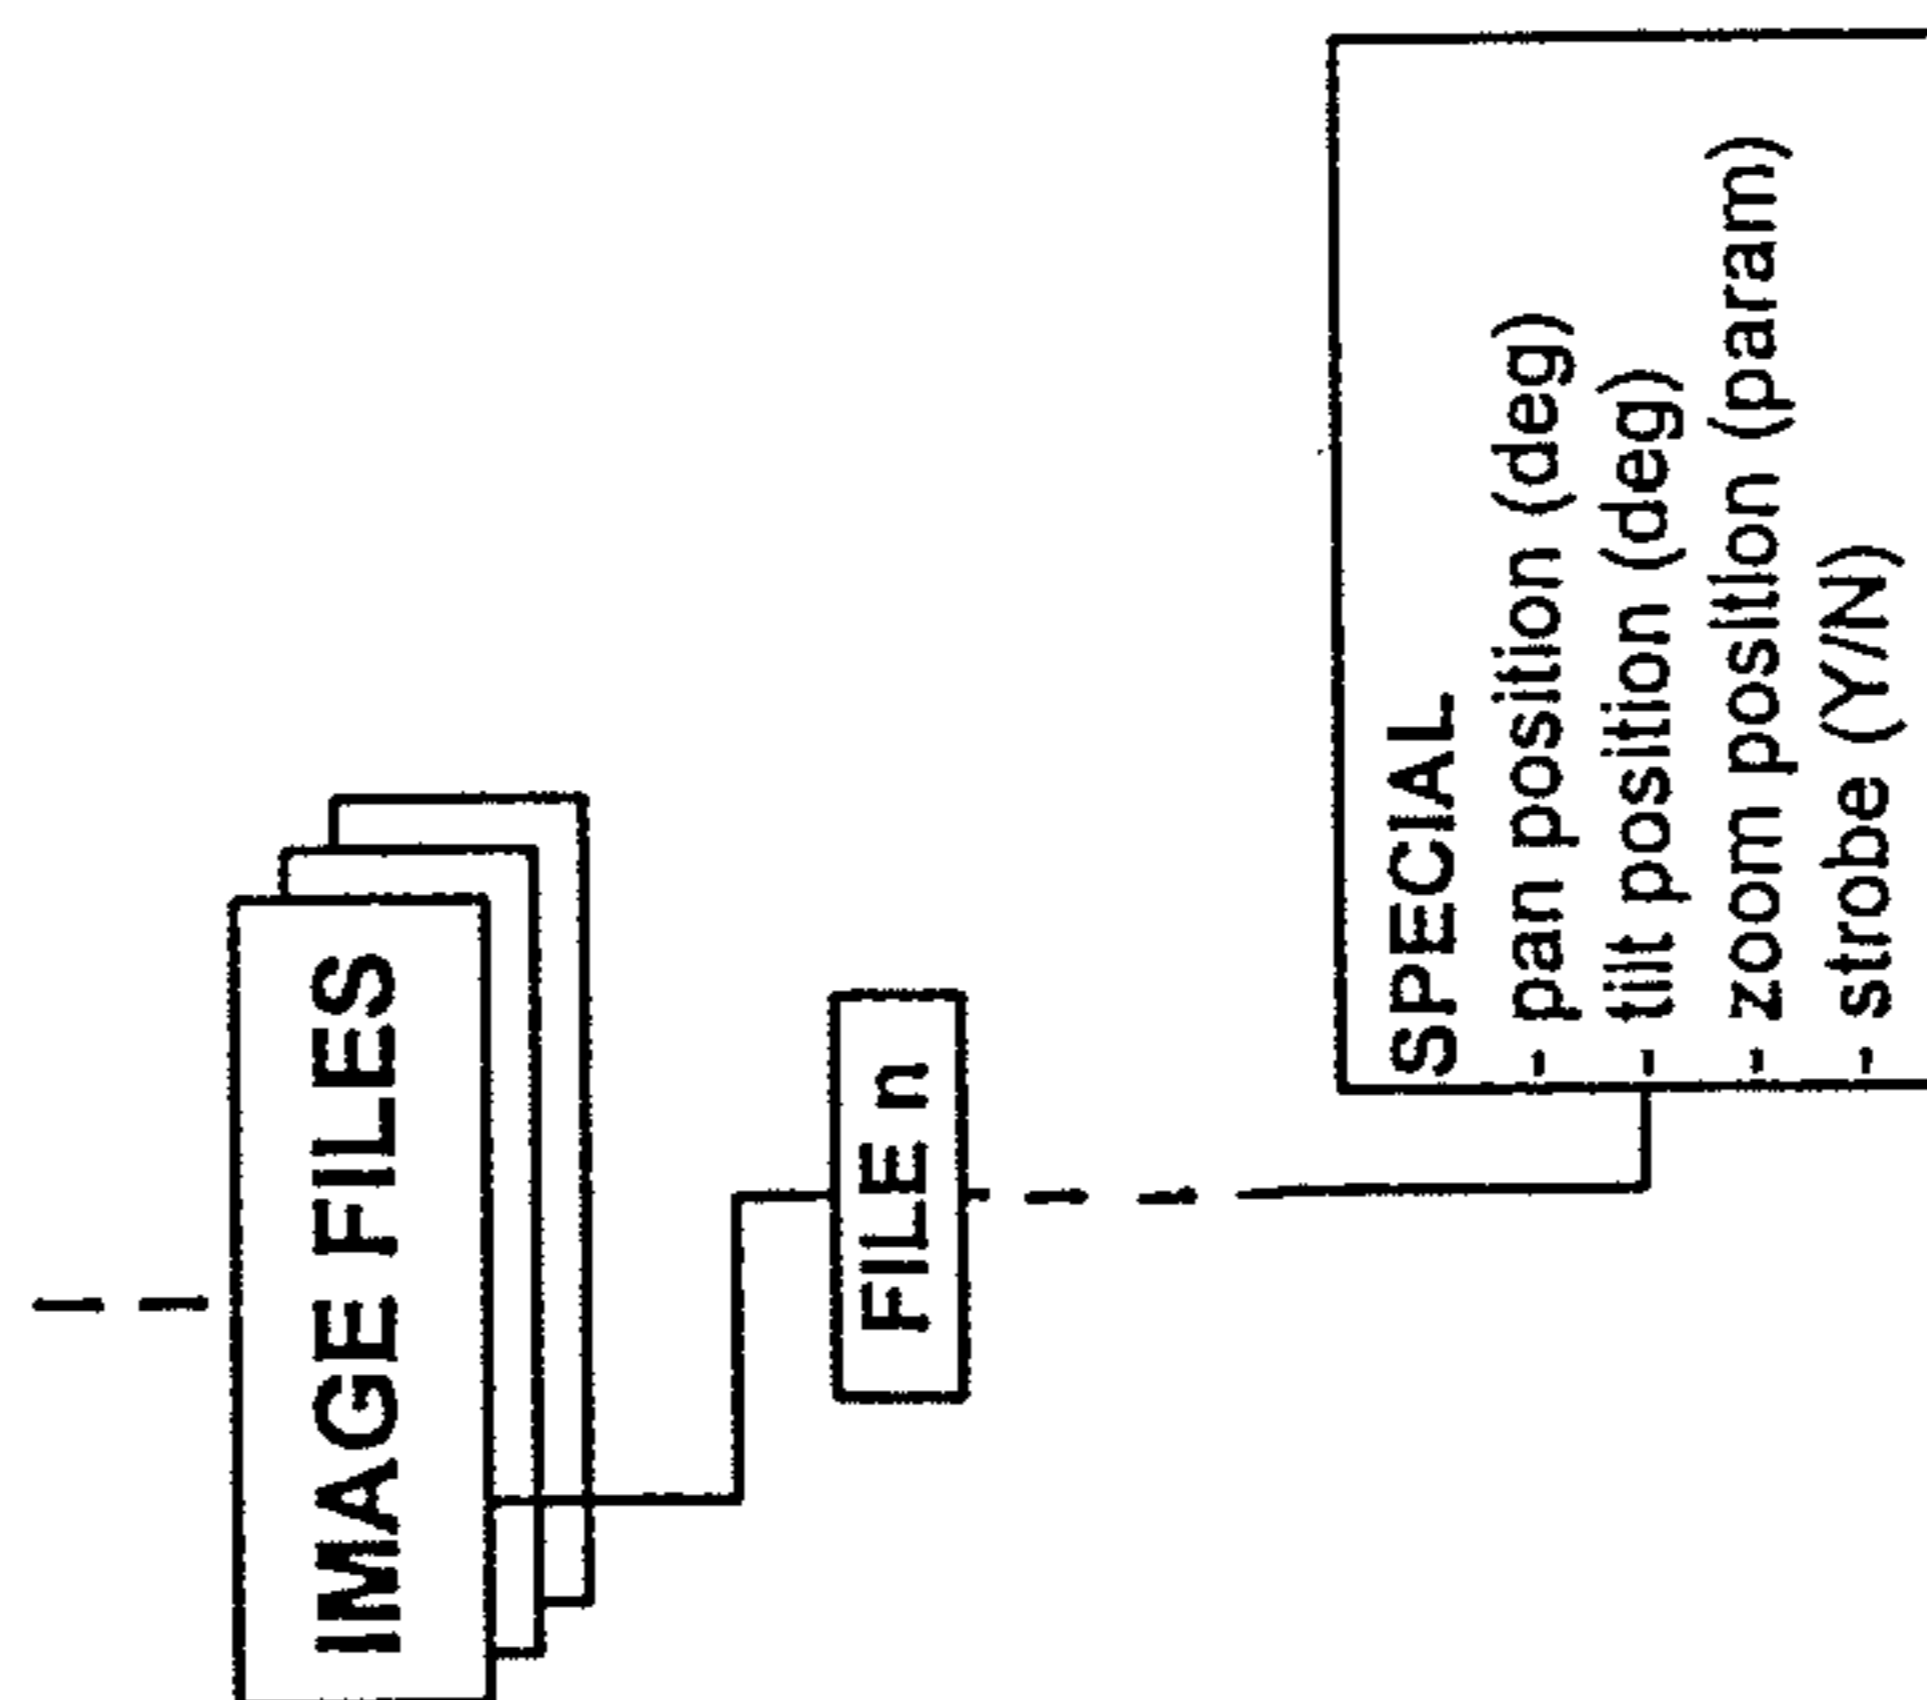 IMAGE FILES
FILE n
SPECIAL
- pan position (deg)
- tilt position (deg)
- zoom position (param)
- strobe (Y/N)